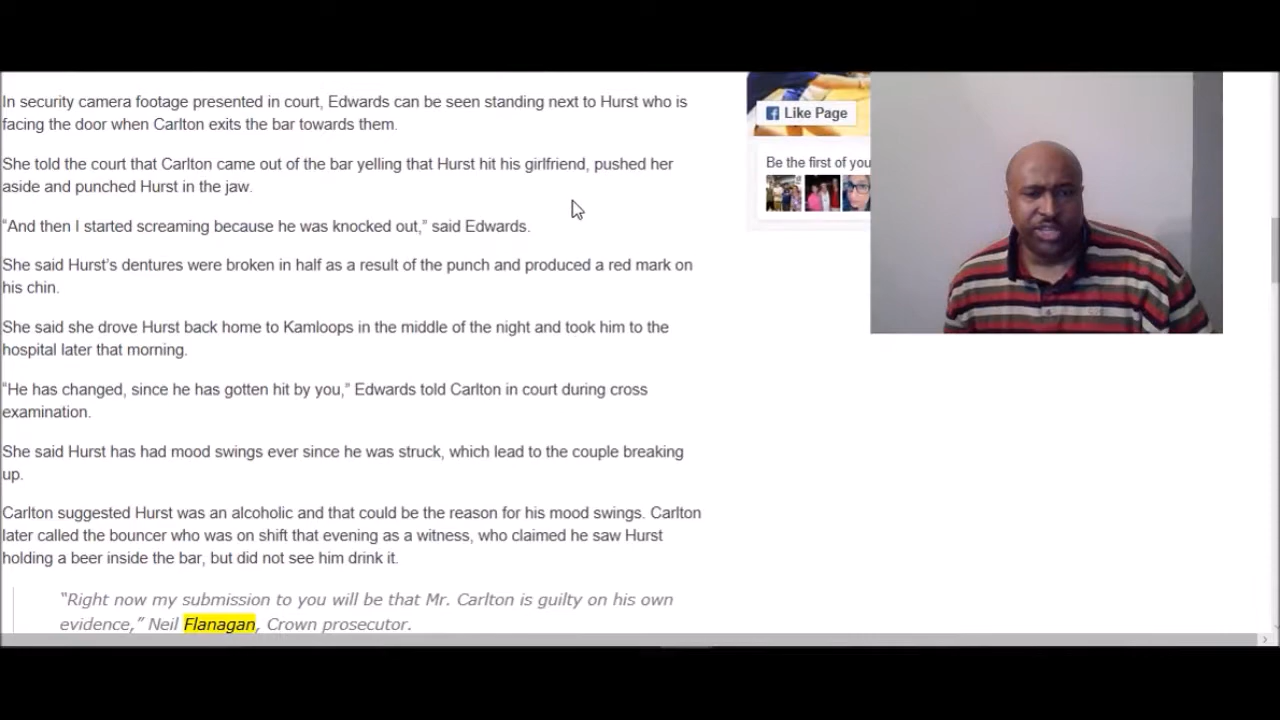 In security camera footage presented in court, Edwards can be seen standing next to Hurst who is
facing the door when Carlton exits the bar towards them.
She told the court that Carlton came out of the bar yelling that Hurst hit his girlfriend, pushed her
aside and punched Hurst in the jaw.
“And then I started screaming because he was knocked out,” said Edwards.
She said Hurst’s dentures were broken in half as a result of the punch and produced a red mark on
his chin.
She said she drove Hurst back home to Kamloops in the middle of the night and took him to the
hospital later that morning.
“He has changed, since he has gotten hit by you,” Edwards told Carlton in court during cross
examination.
She said Hurst has had mood swings ever since he was struck, which lead to the couple breaking
up.
Carlton suggested Hurst was an alcoholic and that could be the reason for his mood swings. Carlton
later called the bouncer who was on shift that evening as a witness, who claimed he saw Hurst
holding a beer inside the bar, but did not see him drink it.
“Right now my submission to you will be that Mr. Carlton is guilty on his own
evidence,” Neil Flanagan, Crown prosecutor.
Like Page
Be the first of you